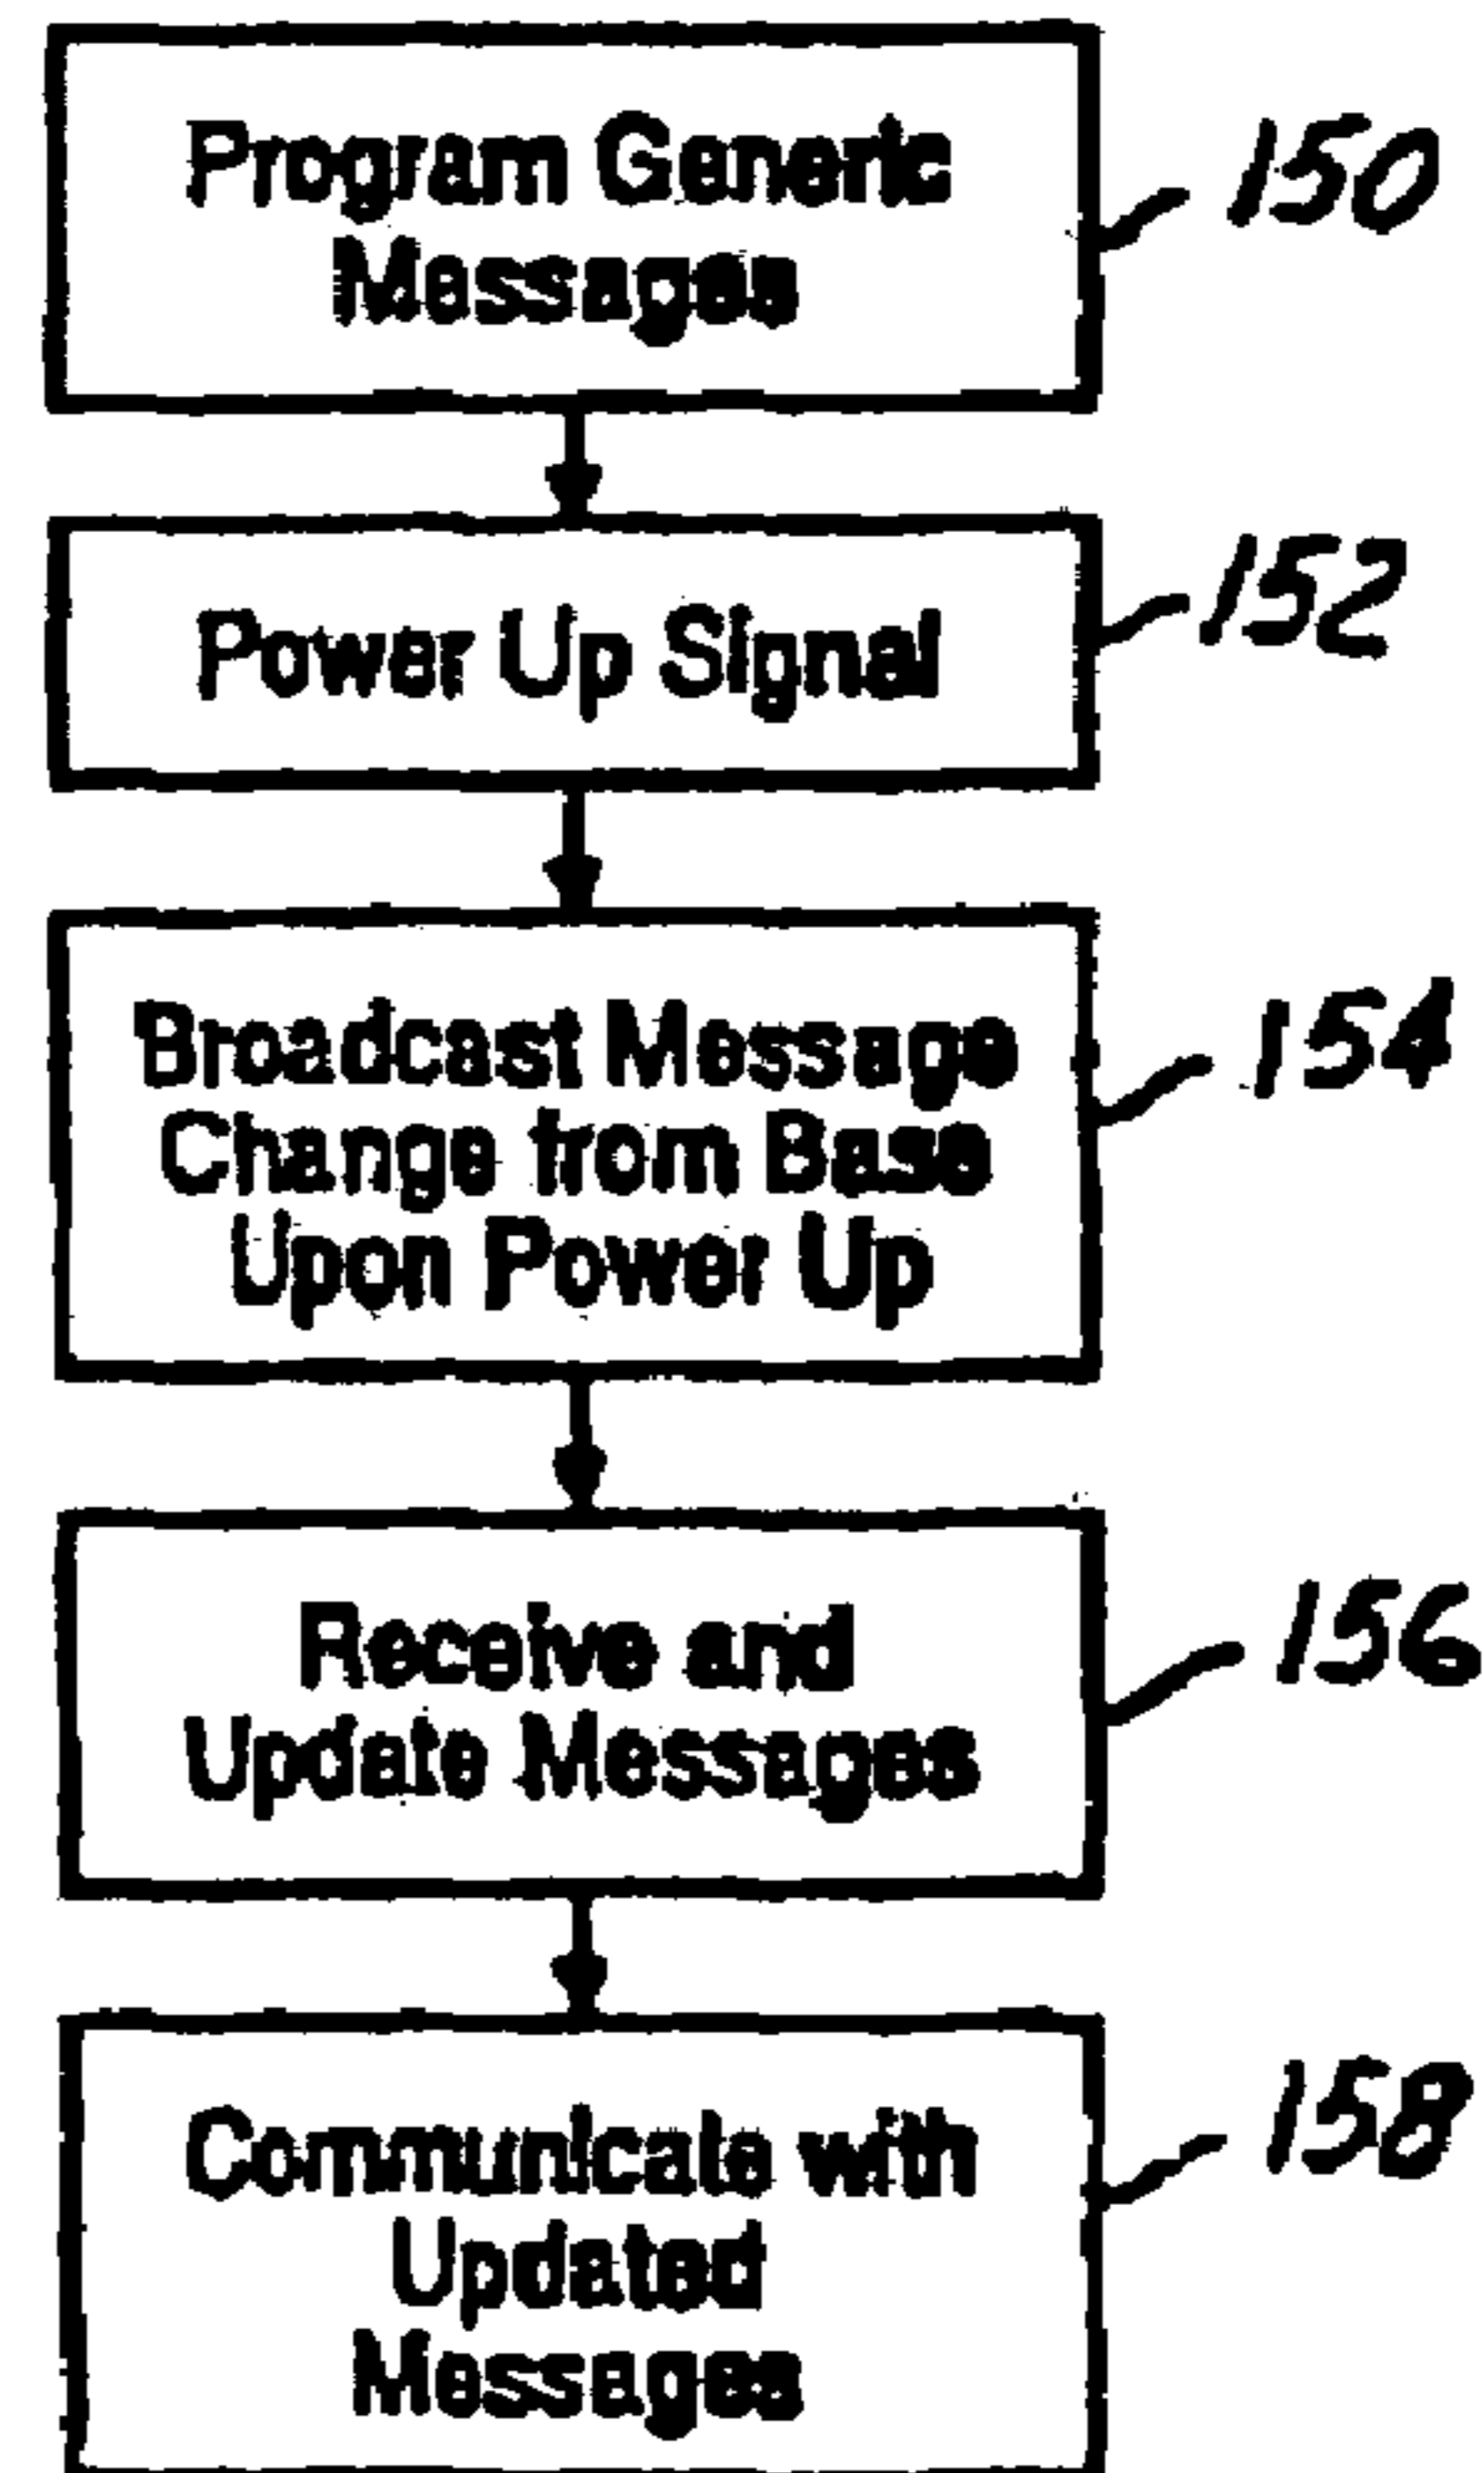 Program Generic
Messages
150
Power Up Signal
152
Broadcast Message
Change from Base
Upon Power Up
154
Receive and
Update Messages
156
Communicate with
Updated
Messages
158